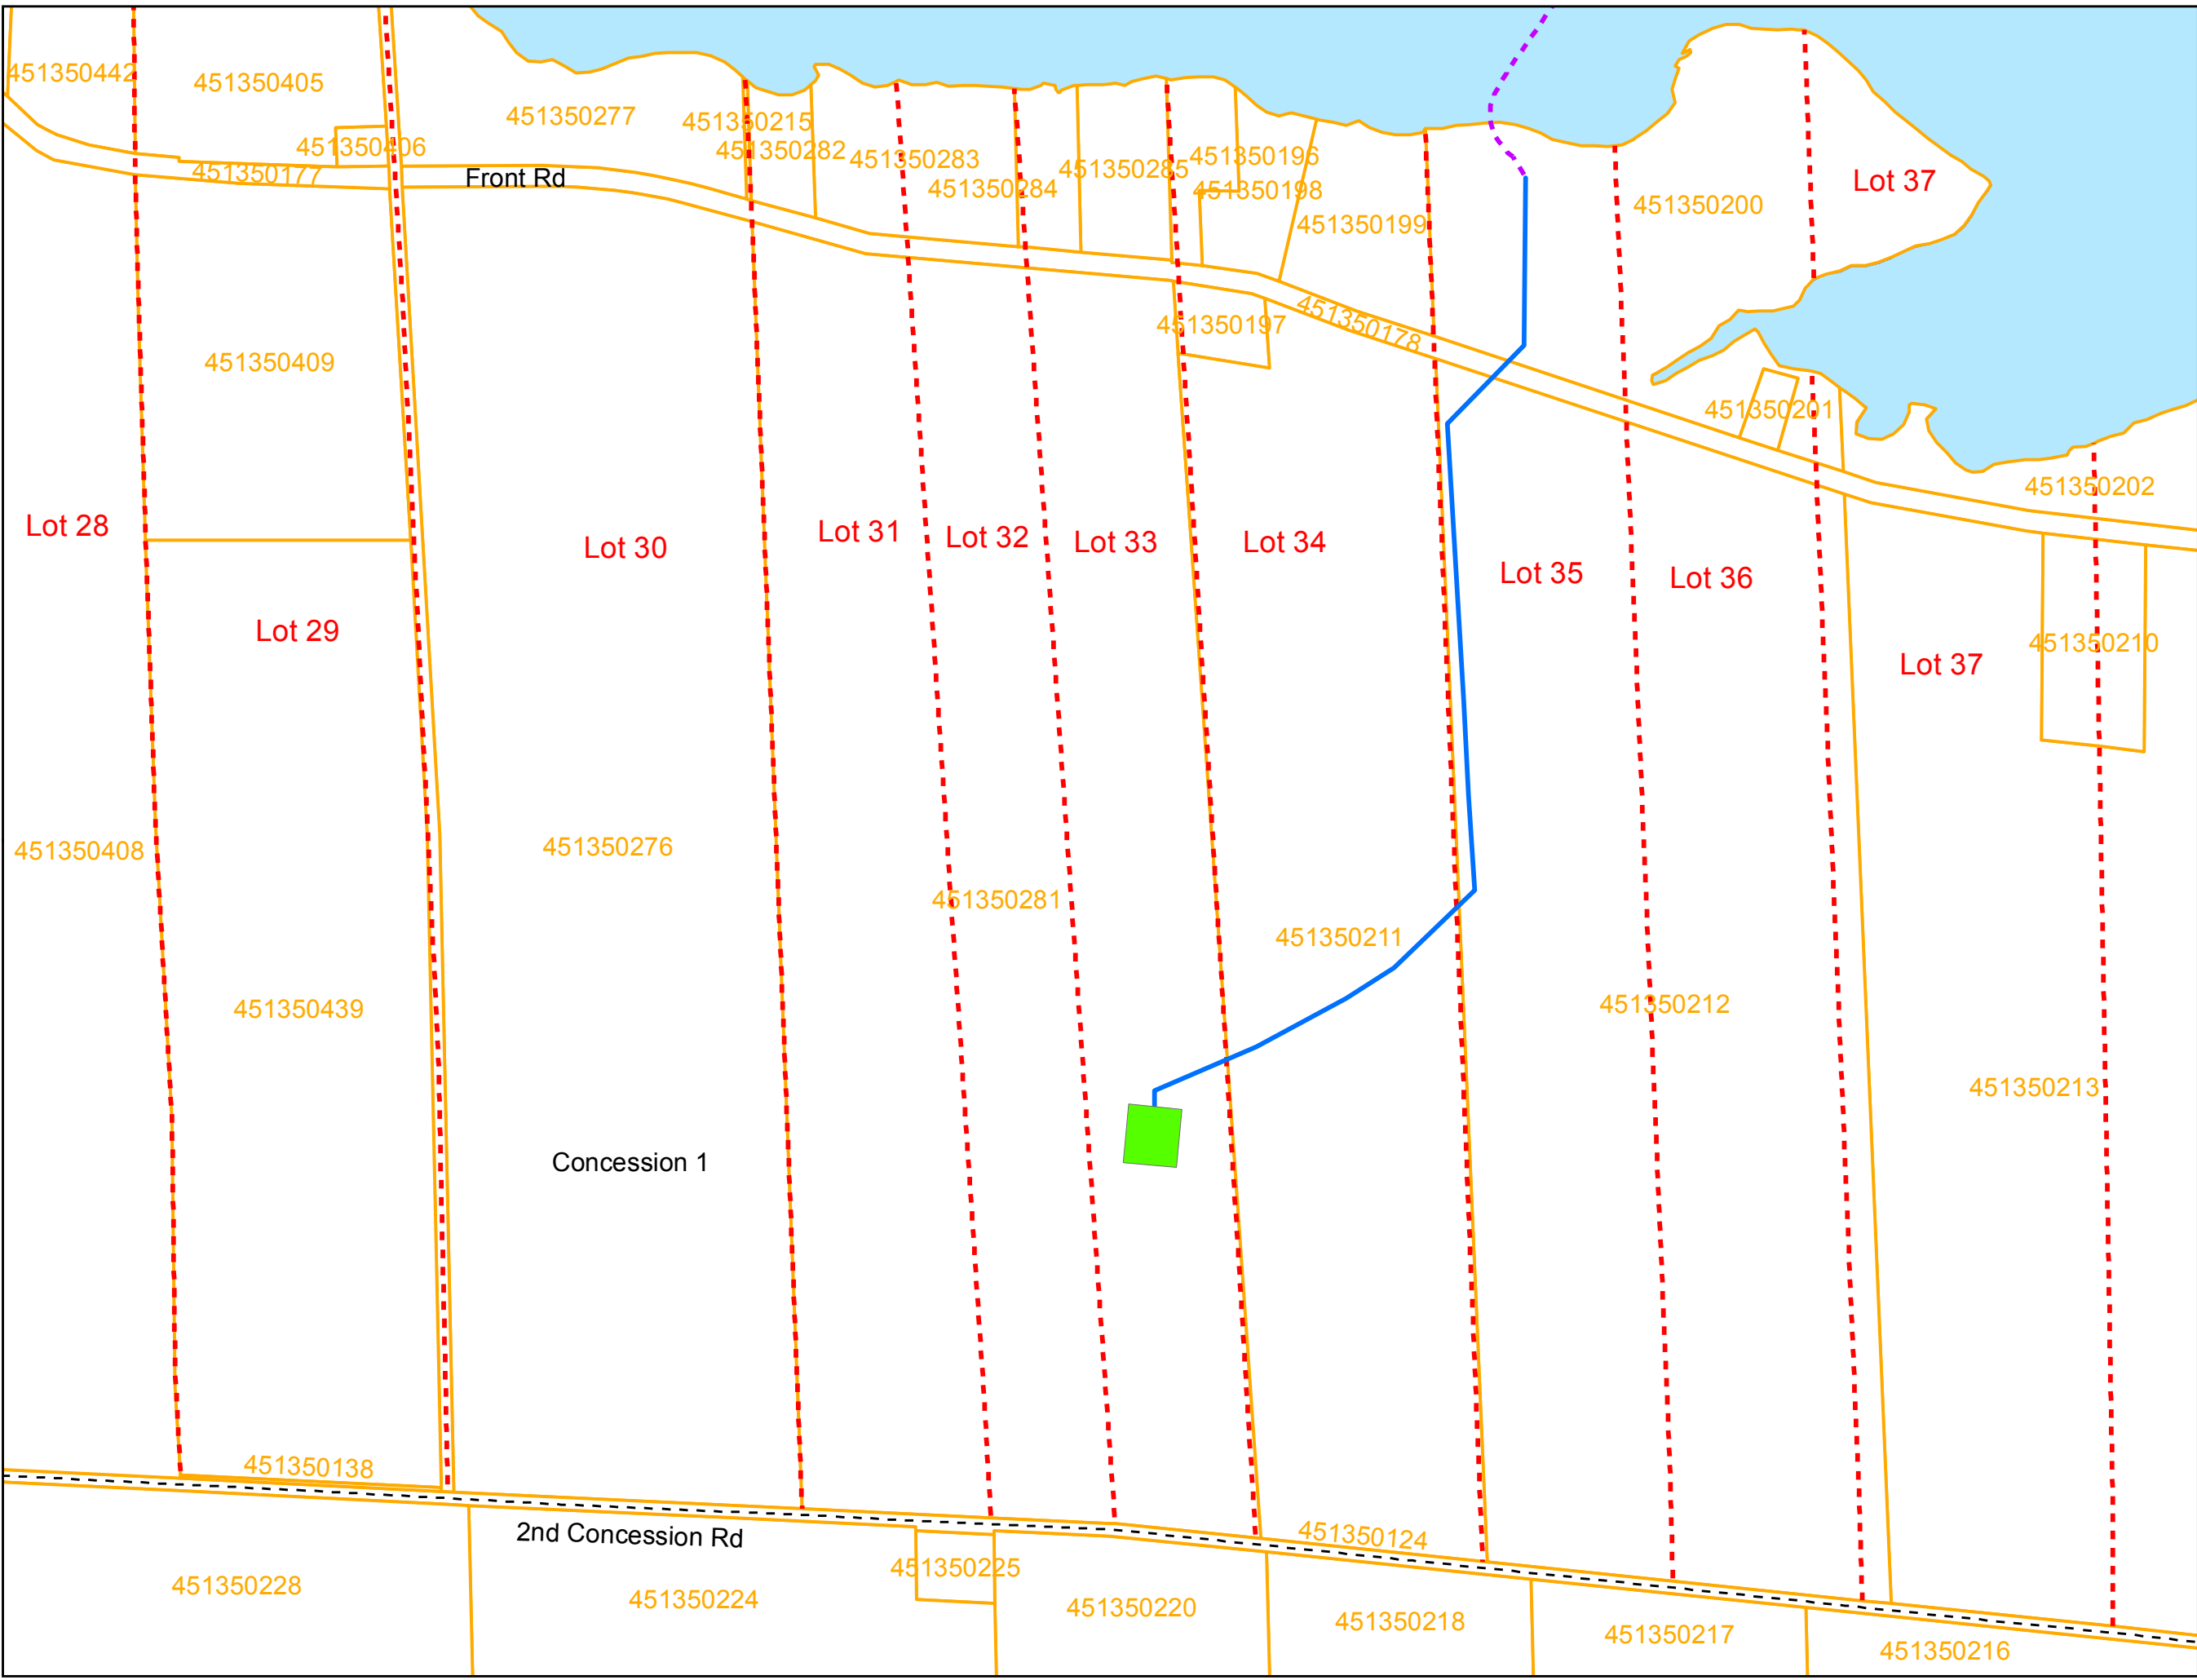 451350442
451350405
451350277
451350215
451350406
451350282
451350283
451350285
451350196
451350177
Front Rd
451350284
451350198
Lot 37
451350200
451350199
451350197
451350178
451350409
451350201
451350202
Lot 28
Lot 30
Lot 31
Lot 32
Lot 33
Lot 34
Lot 35
Lot 36
Lot 29
451350210
Lot 37
451350408
451350276
451350281
451350211
451350439
451350212
451350213
Concession 1
451350138
2nd Concession Rd
451350124
451350228
451350224
451350225
451350220
451350218
451350217
451350216